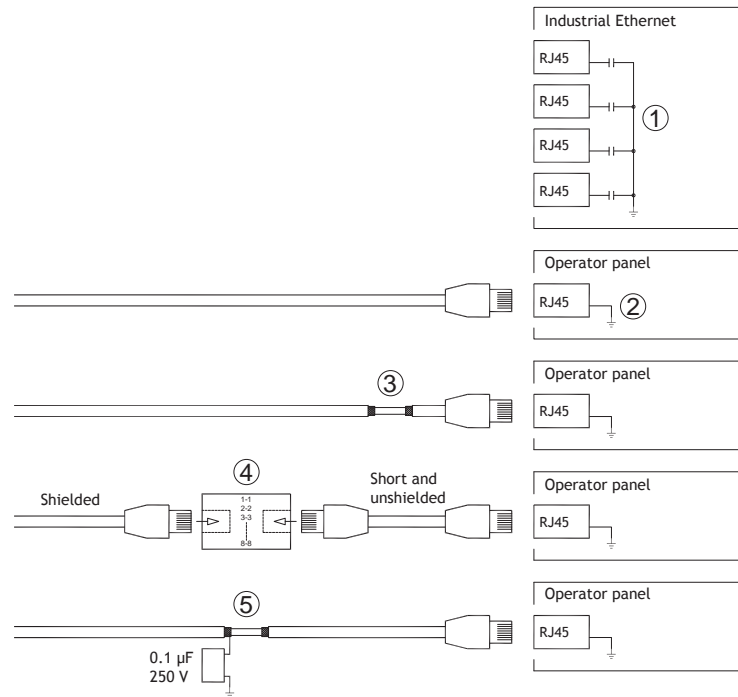 Industrial Ethernet
RJ45
RJ45
1
RJ45
RJ45
Operator panel
RJ45
2
3
Operator panel
RJ45
4
Operator panel
Shielded
1-1
2-2
3-3
8-8
Short and
unshielded
RJ45
5
Operator panel
RJ45
0.1 µF
250 V